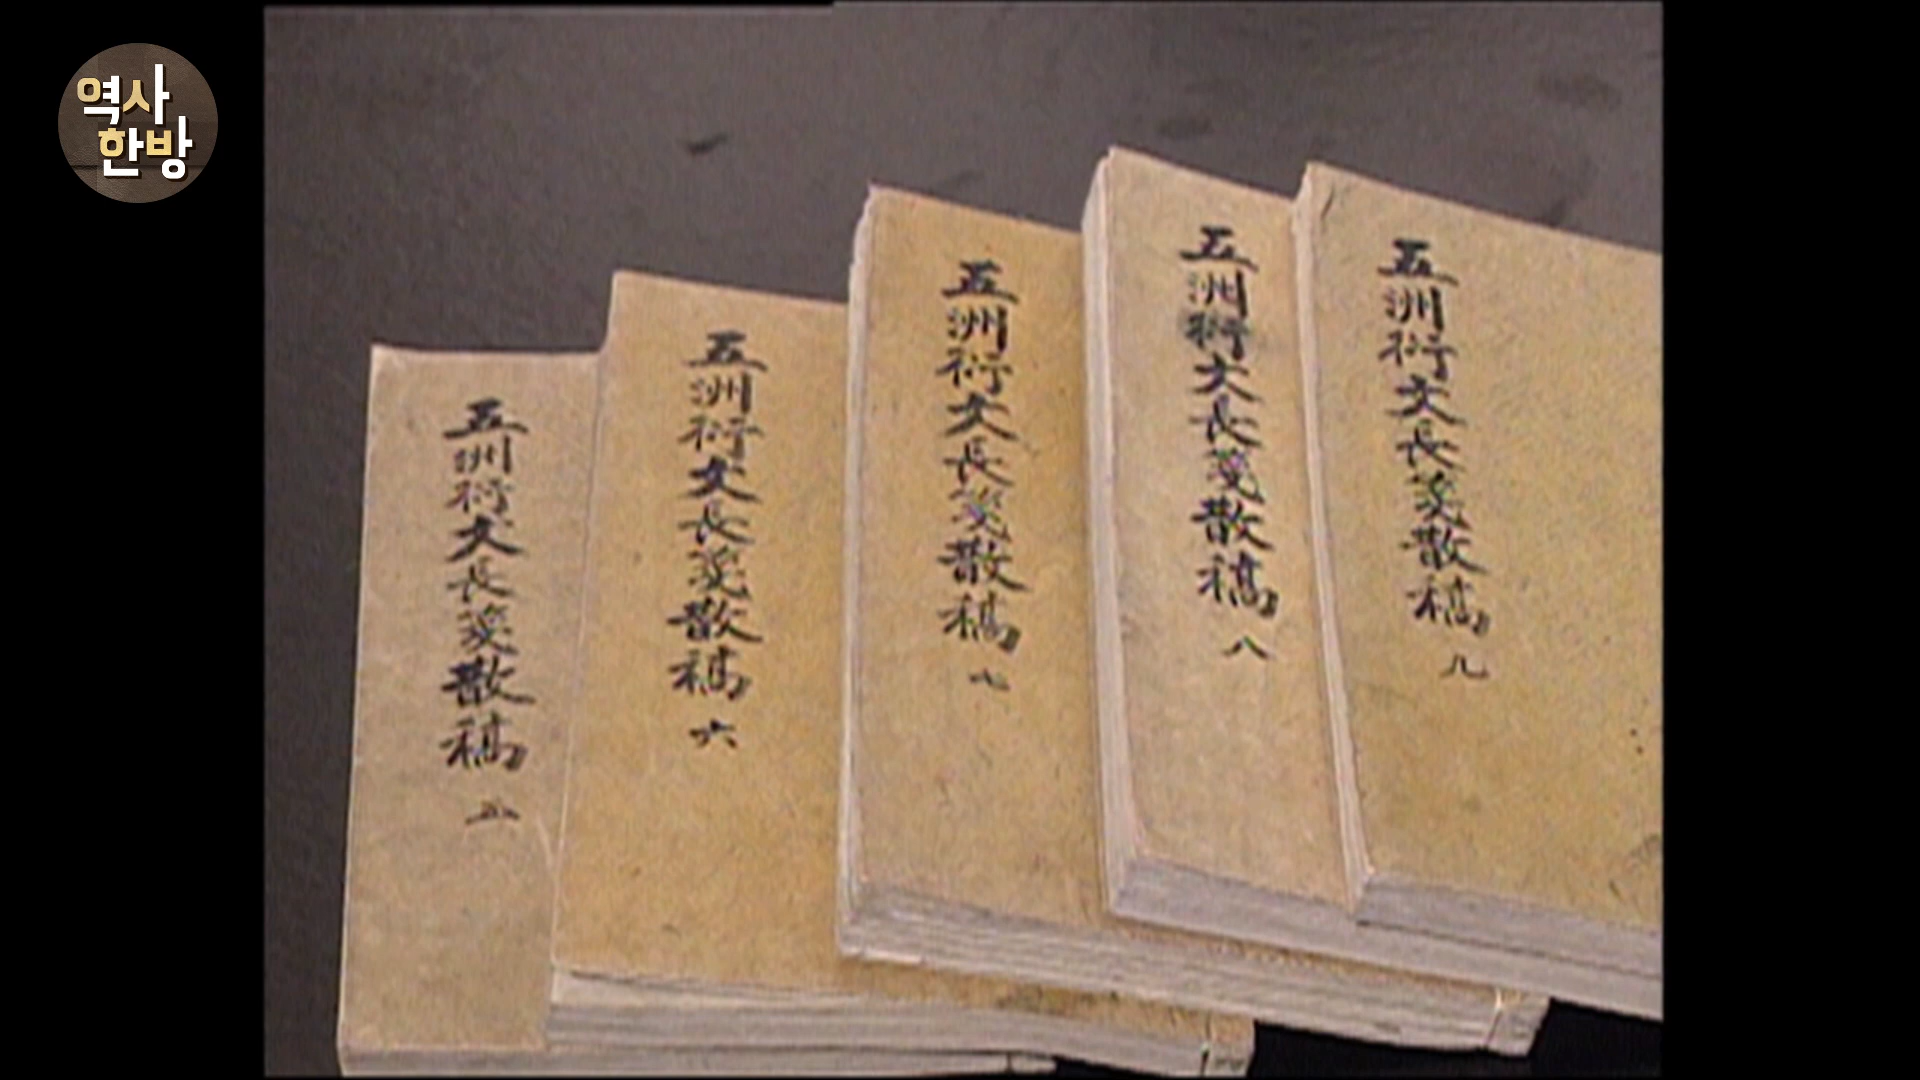 역사
한방
五洲衍文長箋散稿 五
五洲衍文長箋散稿 六
五洲衍文長箋散稿 七
五洲衍文長箋散稿 八
五洲衍文長箋散稿 九